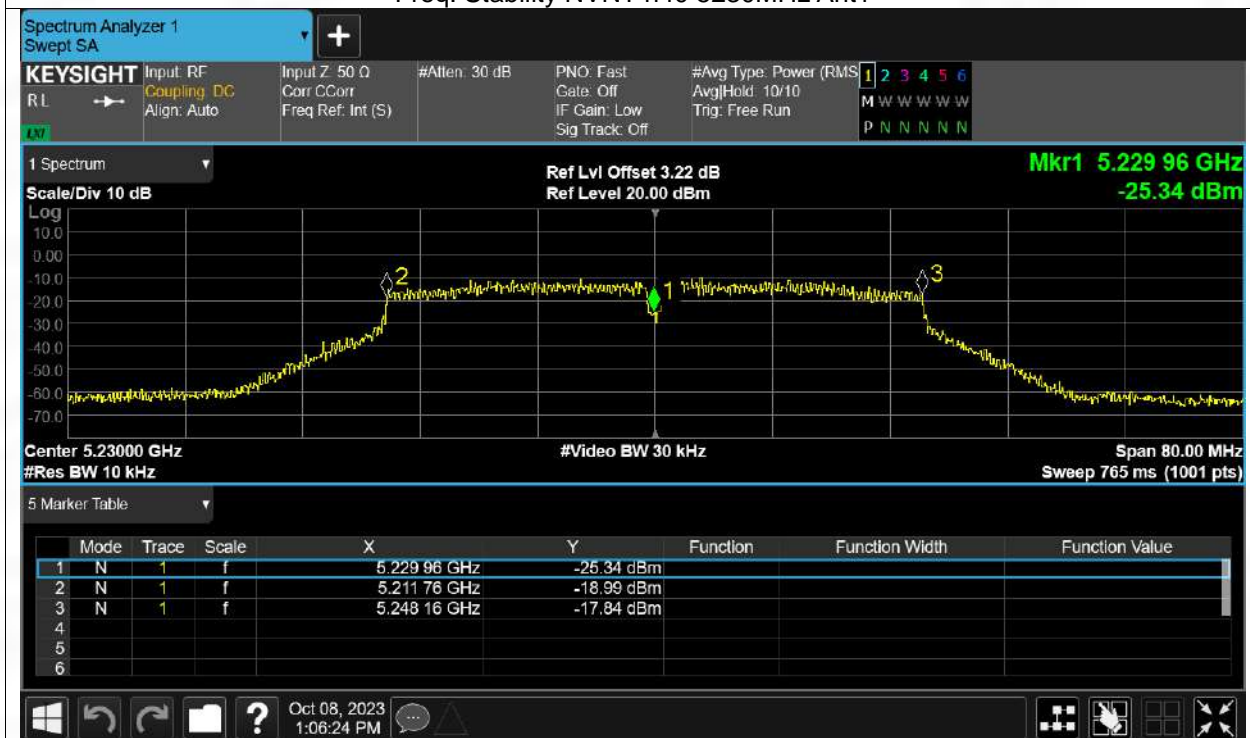 Spectrum Analyzer 1
Swept SA
+
KEYSIGHT
RL
LXI
Input: RF
Coupling: DC
Align: Auto
Input Z: 50 Ω
Corr CCorr
Freq Ref: Int (S)
#Atten: 30 dB
PNO: Fast
Gate: Off
IF Gain: Low
Sig Track: Off
#Avg Type: Power (RMS
Avg|Hold: 10/10
Trig: Free Run
1 2 3 4 5 6
M W W W W W
P N N N N N
1 Spectrum
Scale/Div 10 dB
Ref Lvl Offset 3.22 dB
Ref Level 20.00 dBm
Mkr1 5.229 96 GHz
-25.34 dBm
Log
10.0
0.00
-10.0
-20.0
-30.0
-40.0
-50.0
-60.0
-70.0
2
1
3
Center 5.23000 GHz
#Res BW 10 kHz
#Video BW 30 kHz
Span 80.00 MHz
Sweep 765 ms (1001 pts)
5 Marker Table
Mode Trace Scale X Y Function Function Width Function Value
1 N 1 f 5.229 96 GHz -25.34 dBm
2 N 1 f 5.211 76 GHz -18.99 dBm
3 N 1 f 5.248 16 GHz -17.84 dBm
4
5
6
?
Oct 08, 2023
1:06:24 PM